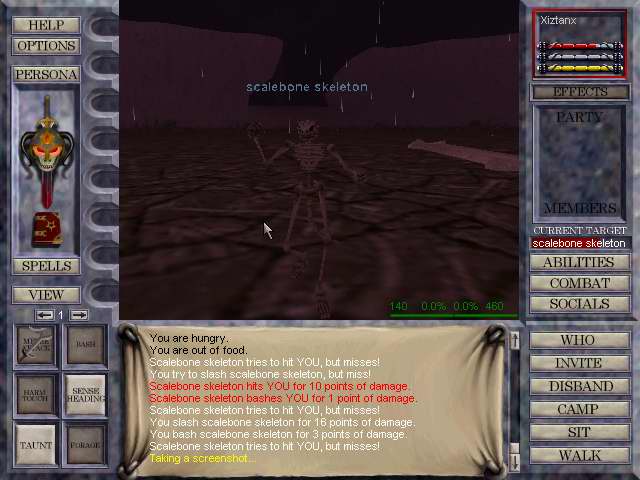 HELP
OPTIONS
PERSONA
SPELLS
VIEW
1
MELEE ATTACK
BASH
HARM TOUCH
SENSE HEADING
TAUNT
FORAGE
scalebone skeleton
140 0.0% 0.0% 460
You are hungry.
You are out of food.
Scalebone skeleton tries to hit YOU, but misses!
You try to slash scalebone skeleton, but miss!
Scalebone skeleton hits YOU for 10 points of damage.
Scalebone skeleton bashes YOU for 1 point of damage.
Scalebone skeleton tries to hit YOU, but misses!
You slash scalebone skeleton for 16 points of damage.
You bash scalebone skeleton for 3 points of damage.
Scalebone skeleton tries to hit YOU, but misses!
Taking a screenshot...
Xiztanx
EFFECTS
PARTY
MEMBERS
CURRENT TARGET
scalebone skeleton
ABILITIES
COMBAT
SOCIALS
WHO
INVITE
DISBAND
CAMP
SIT
WALK